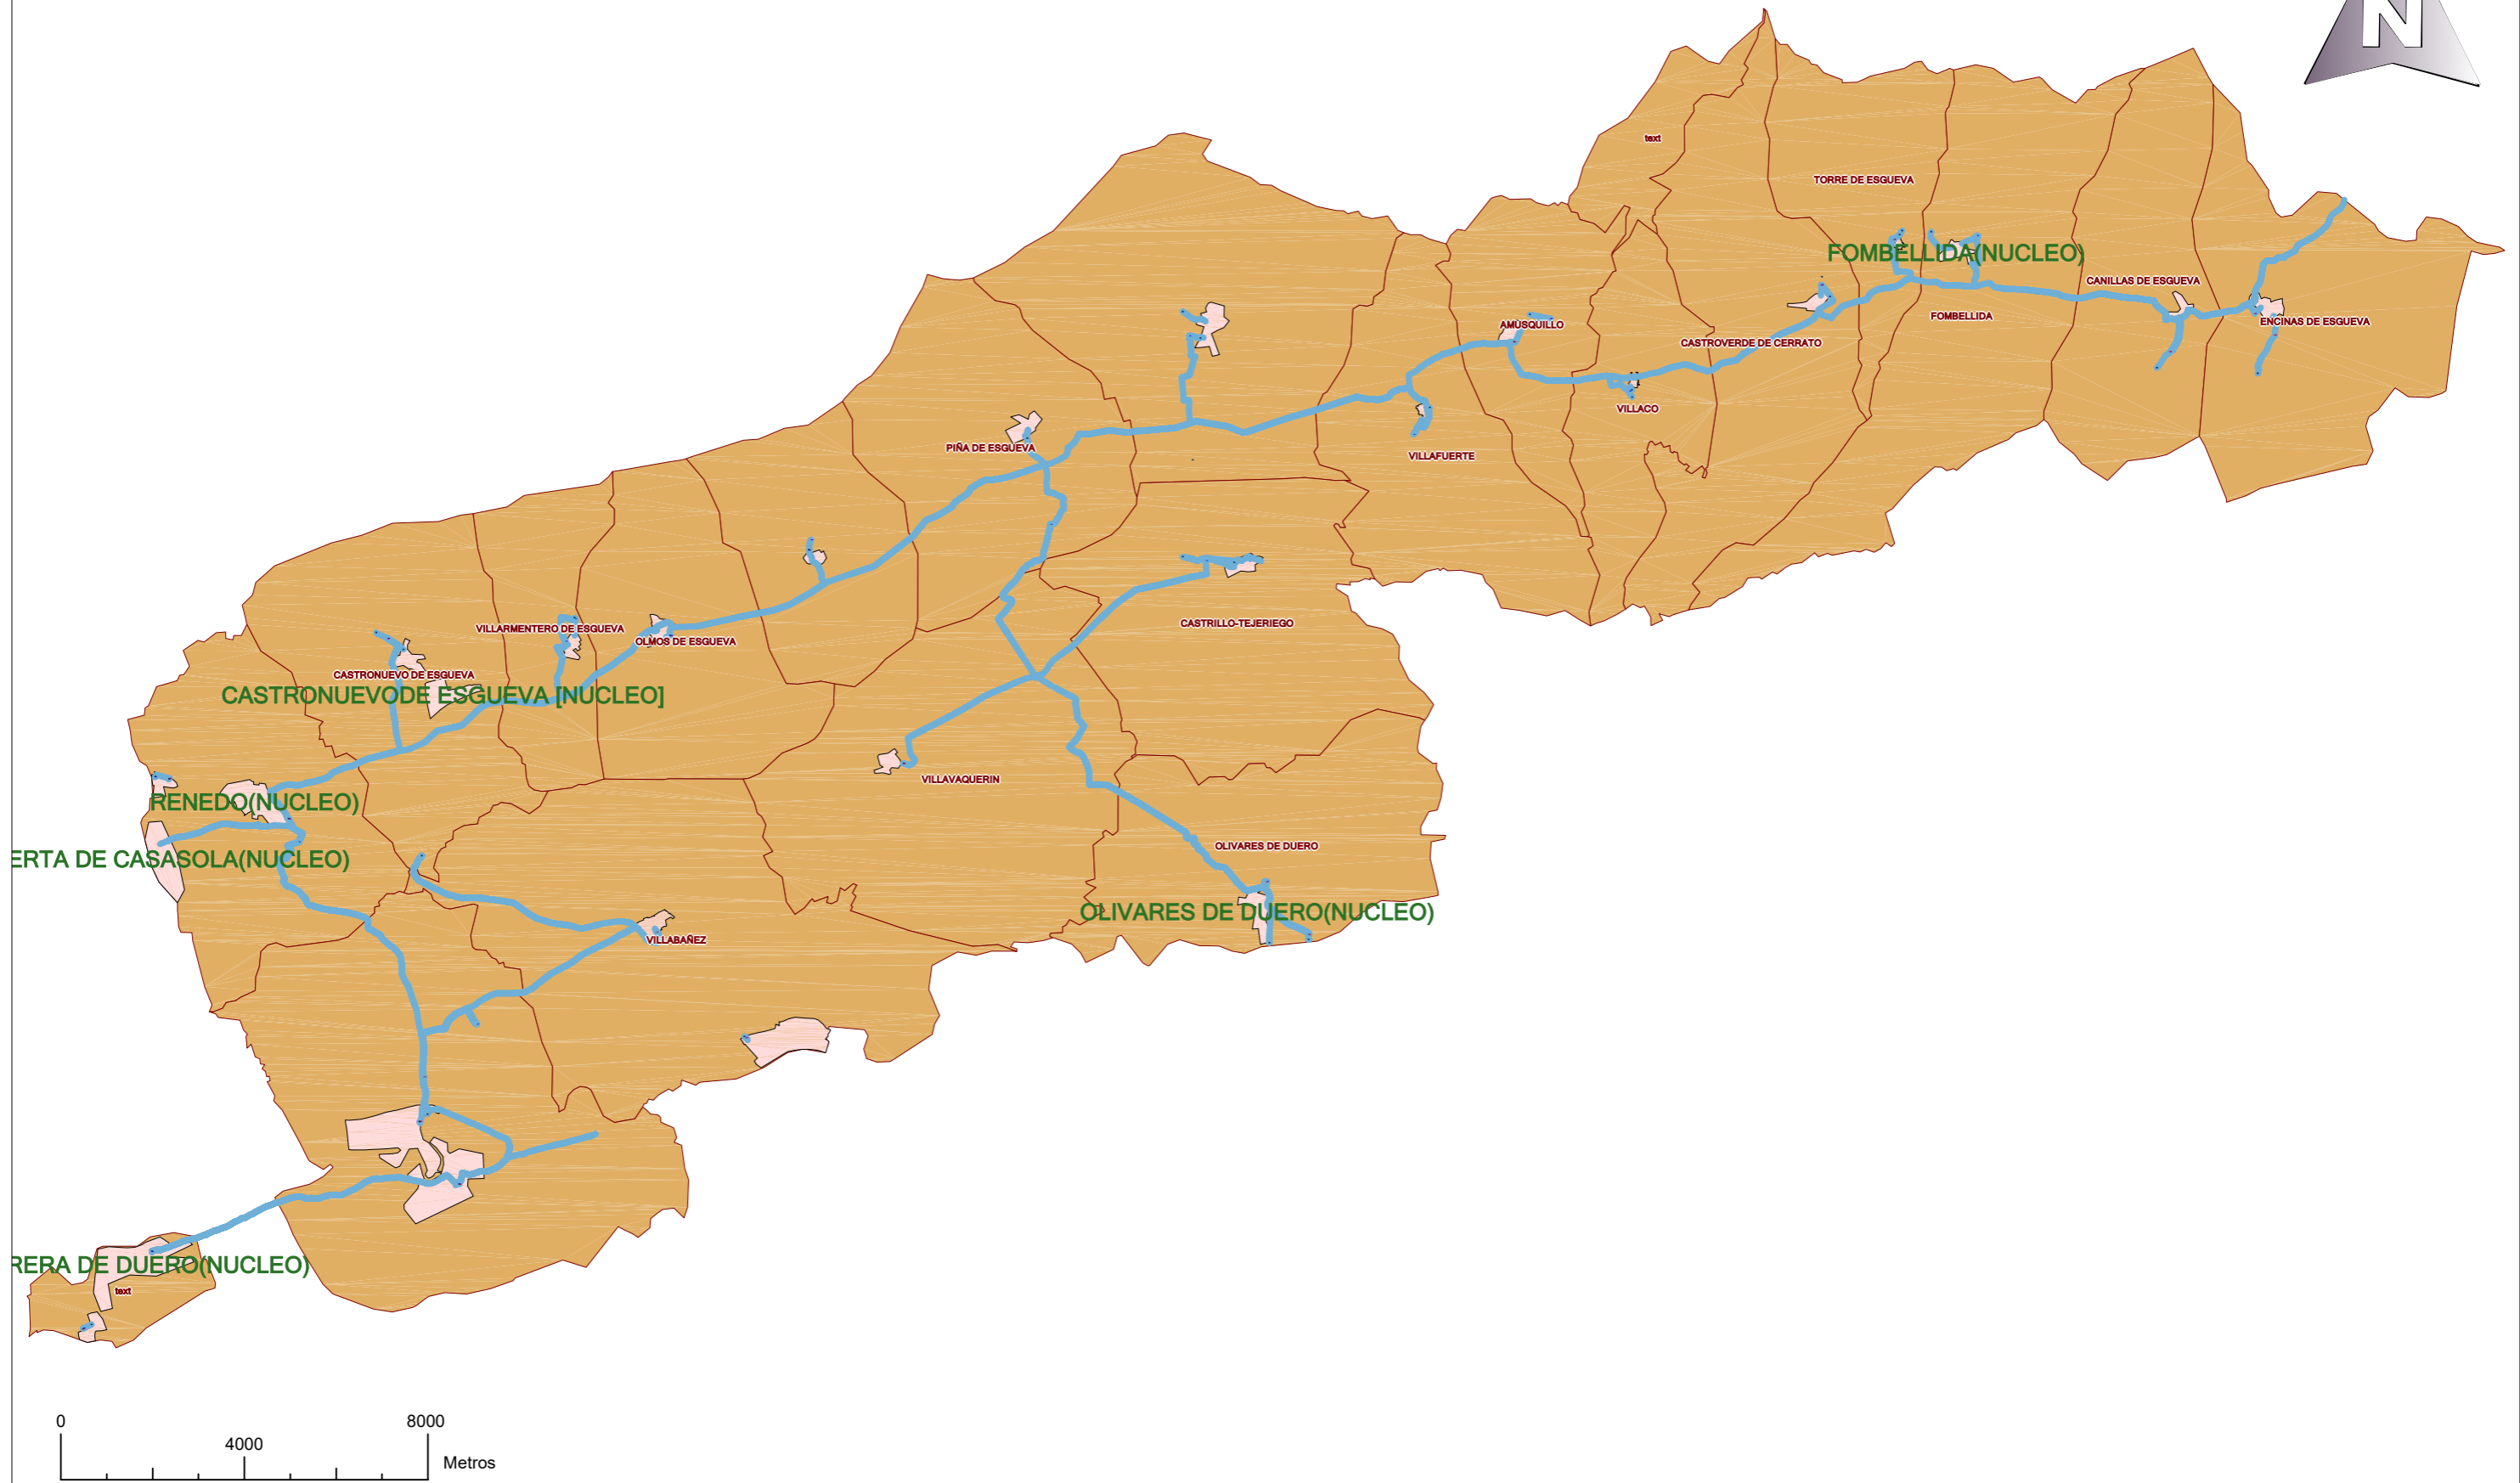 N
text
TORRE DE ESGUEVA
FOMBELLIDA(NUCLEO)
CANILLAS DE ESGUEVA
FOMBELLIDA
ENCINAS DE ESGUEVA
AMUSQUILLO
CASTROVERDE DE CERRATO
VILLACO
PIÑA DE ESGUEVA
VILLAFUERTE
CASTRILLO-TEJERIEGO
VILLARMENTERO DE ESGUEVA
OLMOS DE ESGUEVA
CASTRONUEVO DE ESGUEVA
CASTRONUEVODE ESGUEVA [NUCLEO]
VILLAVAQUERIN
RENEDO(NUCLEO)
OLIVARES DE DUERO
ERTA DE CASASOLA(NUCLEO)
OLIVARES DE DUERO(NUCLEO)
VILLABAÑEZ
RERA DE DUERO(NUCLEO)
text
0 8000
4000
Metros